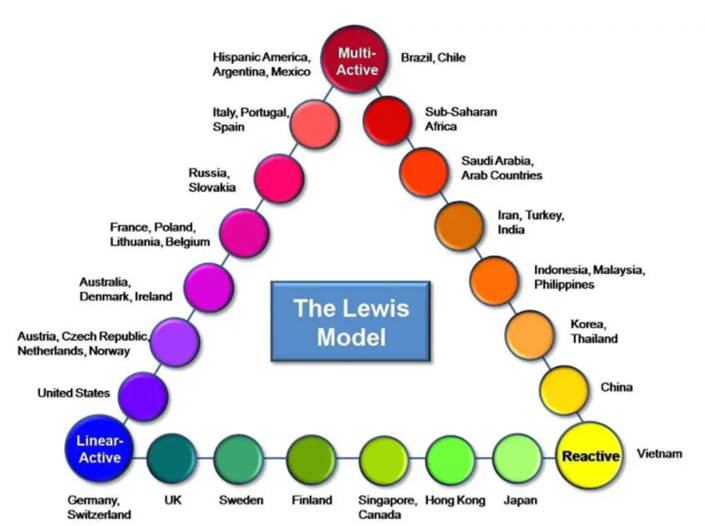 Hispanic America,
Argentina, Mexico
Multi-
Active
Brazil, Chile
Italy, Portugal,
Spain
Sub-Saharan
Africa
Russia,
Slovakia
Saudi Arabia,
Arab Countries
France, Poland,
Lithuania, Belgium
Iran, Turkey,
India
Australia,
Denmark, Ireland
The Lewis
Model
Indonesia, Malaysia,
Philippines
Austria, Czech Republic,
Netherlands, Norway
Korea,
Thailand
United States
China
Linear-
Active
Reactive
Vietnam
Germany,
Switzerland
UK
Sweden
Finland
Singapore,
Canada
Hong Kong
Japan